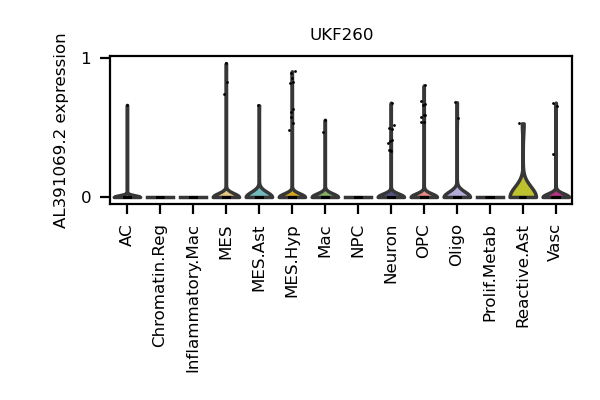 UKF260
AL391069.2 expression
1
0
AC
Chromatin.Reg
Inflammatory.Mac
MES
MES.Ast
MES.Hyp
Mac
NPC
Neuron
OPC
Oligo
Prolif.Metab
Reactive.Ast
Vasc